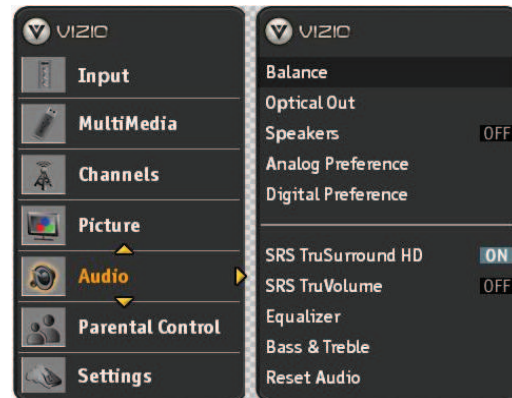 VIZIO
Input
MultiMedia
Channels
Picture
Audio
Parental Control
Settings
VIZIO
Balance
Optical Out
Speakers OFF
Analog Preference
Digital Preference
SRS TruSurround HD ON
SRS TruVolume OFF
Equalizer
Bass & Treble
Reset Audio